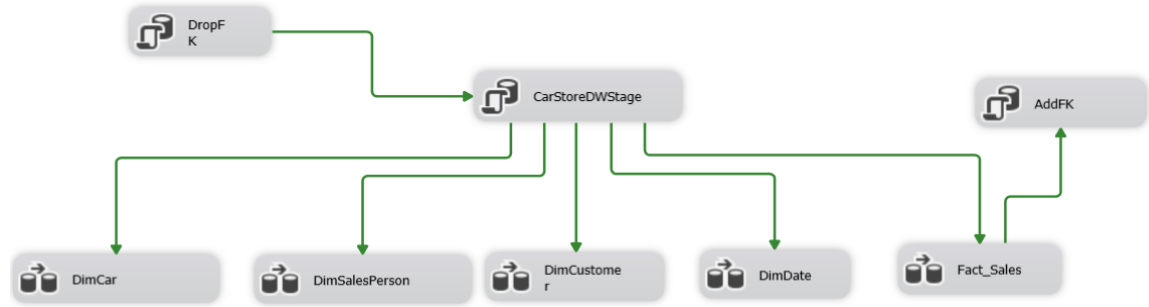 DropF
K
CarStoreDWStage
AddFK
DimCar
DimSalesPerson
DimCustome
r
DimDate
Fact_Sales